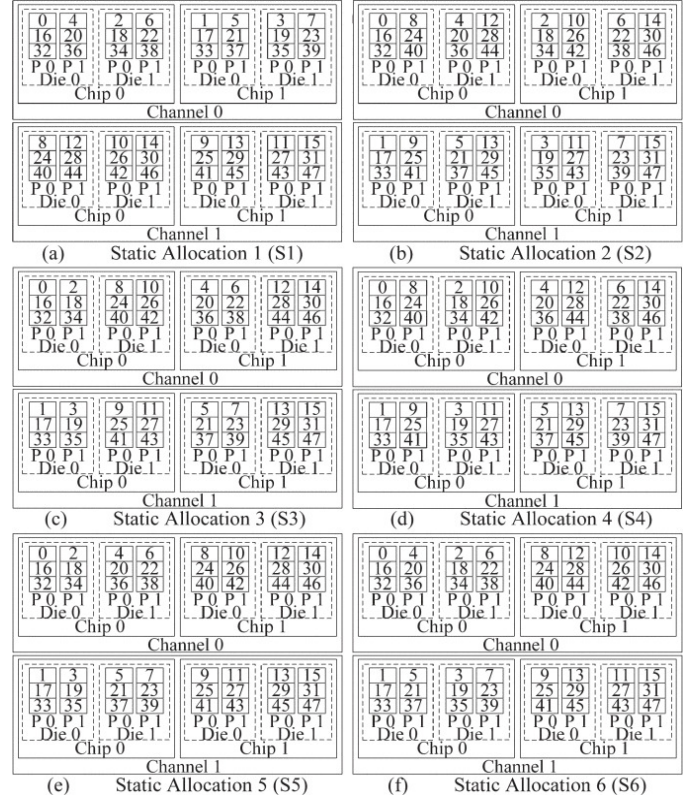 0 4 2 6 1 5 3 7
16 20 18 22 17 21 19 23
32 36 34 38 33 37 35 39
P 0 P 1 P 0 P 1 P 0 P 1 P 0 P 1
Die 0 Die 1 Die 0 Die 1
Chip 0 Chip 1
Channel 0
8 12 10 14 9 13 11 15
24 28 26 30 25 29 27 31
40 44 42 46 41 45 43 47
P 0 P 1 P 0 P 1 P 0 P 1 P 0 P 1
Die 0 Die 1 Die 0 Die 1
Chip 0 Chip 1
Channel 1
(a) Static Allocation 1 (S1)
0 8 4 12 2 10 6 14
16 24 20 28 18 26 22 30
32 40 36 44 34 42 38 46
P 0 P 1 P 0 P 1 P 0 P 1 P 0 P 1
Die 0 Die 1 Die 0 Die 1
Chip 0 Chip 1
Channel 0
1 9 5 13 3 11 7 15
17 25 21 29 19 27 23 31
33 41 37 45 35 43 39 47
P 0 P 1 P 0 P 1 P 0 P 1 P 0 P 1
Die 0 Die 1 Die 0 Die 1
Chip 0 Chip 1
Channel 1
(b) Static Allocation 2 (S2)
0 2 8 10 4 6 12 14
16 18 24 26 20 22 28 30
32 34 40 42 36 38 44 46
P 0 P 1 P 0 P 1 P 0 P 1 P 0 P 1
Die 0 Die 1 Die 0 Die 1
Chip 0 Chip 1
Channel 0
1 3 9 11 5 7 13 15
17 19 25 27 21 23 29 31
33 35 41 43 37 39 45 47
P 0 P 1 P 0 P 1 P 0 P 1 P 0 P 1
Die 0 Die 1 Die 0 Die 1
Chip 0 Chip 1
Channel 1
(c) Static Allocation 3 (S3)
0 8 2 10 4 12 6 14
16 24 18 26 20 28 22 30
32 40 34 42 36 44 38 46
P 0 P 1 P 0 P 1 P 0 P 1 P 0 P 1
Die 0 Die 1 Die 0 Die 1
Chip 0 Chip 1
Channel 0
1 9 3 11 5 13 7 15
17 25 19 27 21 29 23 31
33 41 35 43 37 45 39 47
P 0 P 1 P 0 P 1 P 0 P 1 P 0 P 1
Die 0 Die 1 Die 0 Die 1
Chip 0 Chip 1
Channel 1
(d) Static Allocation 4 (S4)
0 2 4 6 8 10 12 14
16 18 20 22 24 26 28 30
32 34 36 38 40 42 44 46
P 0 P 1 P 0 P 1 P 0 P 1 P 0 P 1
Die 0 Die 1 Die 0 Die 1
Chip 0 Chip 1
Channel 0
1 3 5 7 9 11 13 15
17 19 21 23 25 27 29 31
33 35 37 39 41 43 45 47
P 0 P 1 P 0 P 1 P 0 P 1 P 0 P 1
Die 0 Die 1 Die 0 Die 1
Chip 0 Chip 1
Channel 1
(e) Static Allocation 5 (S5)
0 4 2 6 8 12 10 14
16 20 18 22 24 28 26 30
32 36 34 38 40 44 42 46
P 0 P 1 P 0 P 1 P 0 P 1 P 0 P 1
Die 0 Die 1 Die 0 Die 1
Chip 0 Chip 1
Channel 0
1 5 3 7 9 13 11 15
17 21 19 23 25 29 27 31
33 37 35 39 41 45 43 47
P 0 P 1 P 0 P 1 P 0 P 1 P 0 P 1
Die 0 Die 1 Die 0 Die 1
Chip 0 Chip 1
Channel 1
(f) Static Allocation 6 (S6)